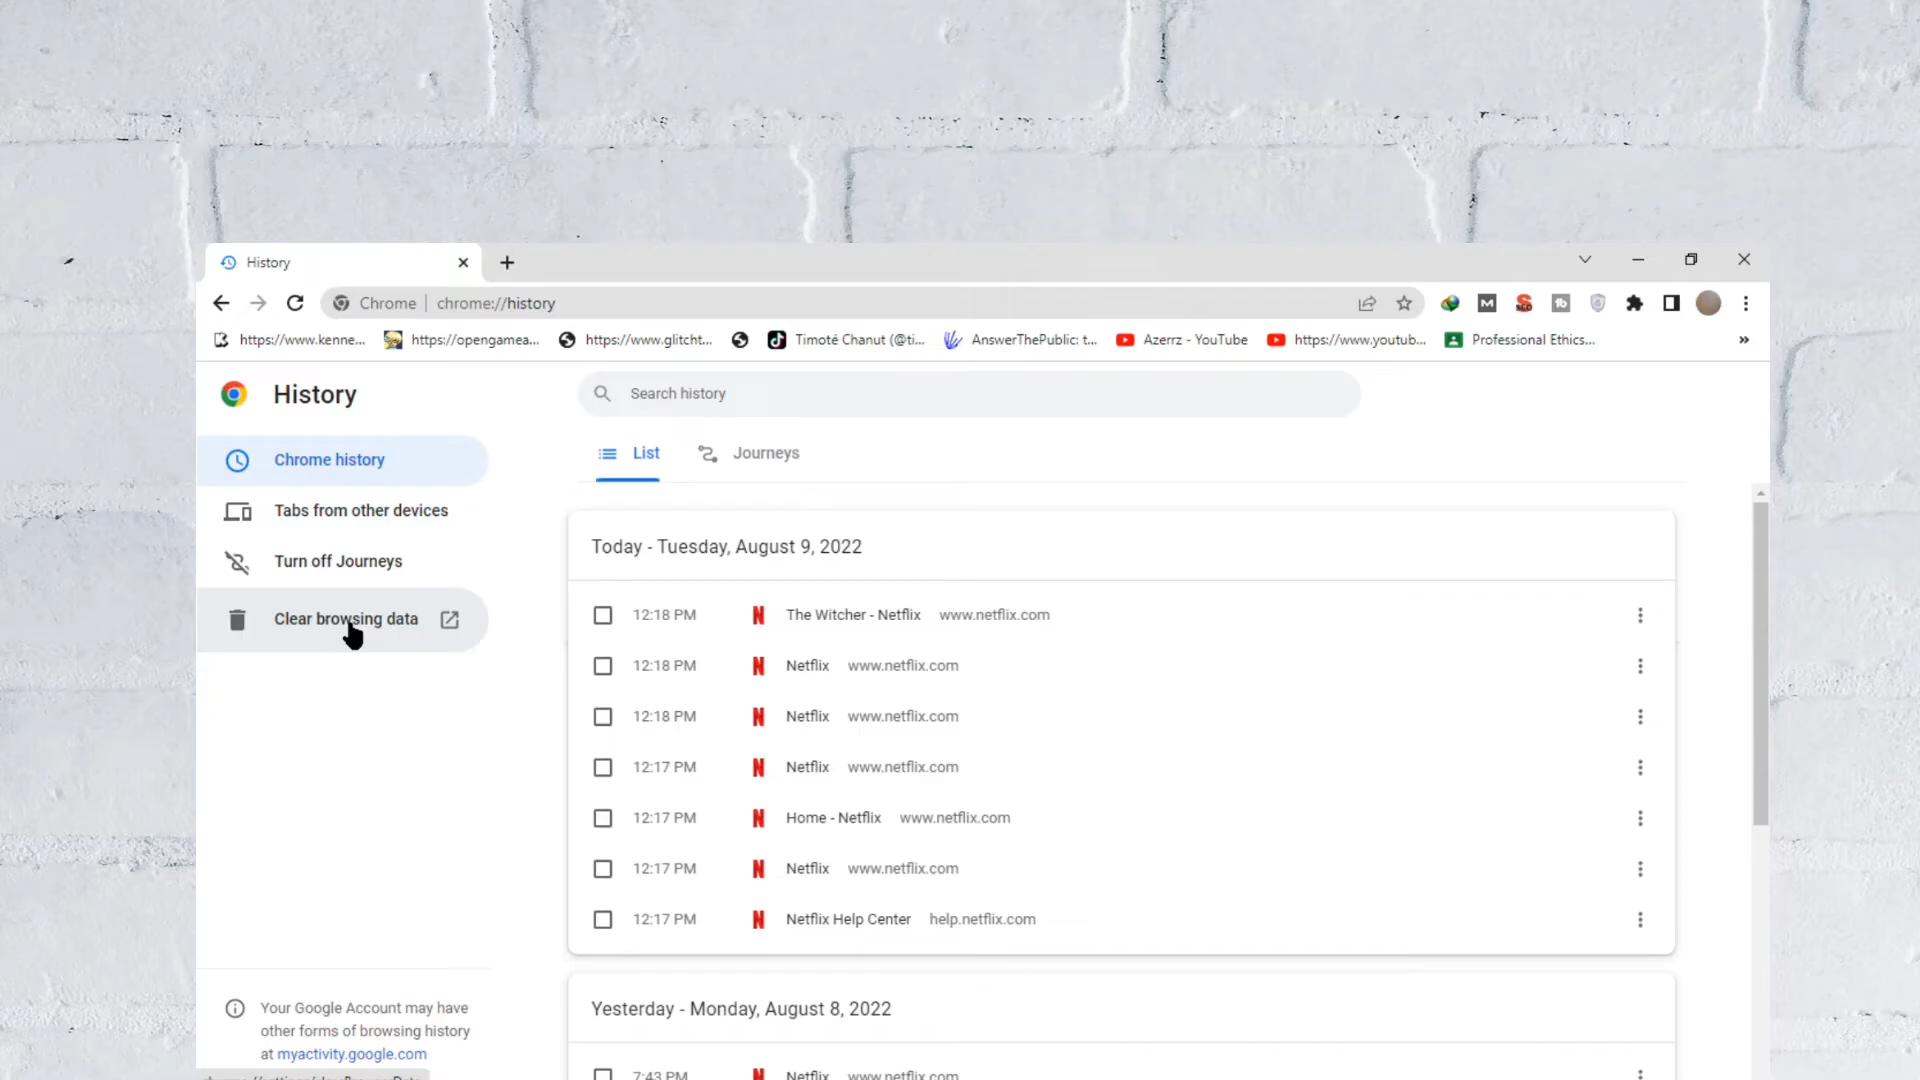 History
Chrome | chrome://history
https://www.kenne... https://opengamea... https://www.glitcht... Timoté Chanut (@ti... AnswerThePublic: t... Azerrz - YouTube https://www.youtub... Professional Ethics...
History
Search history
Chrome history
Tabs from other devices
Turn off Journeys
Clear browsing data
List Journeys
Today - Tuesday, August 9, 2022
12:18 PM The Witcher - Netflix www.netflix.com
12:18 PM Netflix www.netflix.com
12:18 PM Netflix www.netflix.com
12:17 PM Netflix www.netflix.com
12:17 PM Home - Netflix www.netflix.com
12:17 PM Netflix www.netflix.com
12:17 PM Netflix Help Center help.netflix.com
Yesterday - Monday, August 8, 2022
7:43 PM Netflix www.netflix.com
Your Google Account may have
other forms of browsing history
at myactivity.google.com